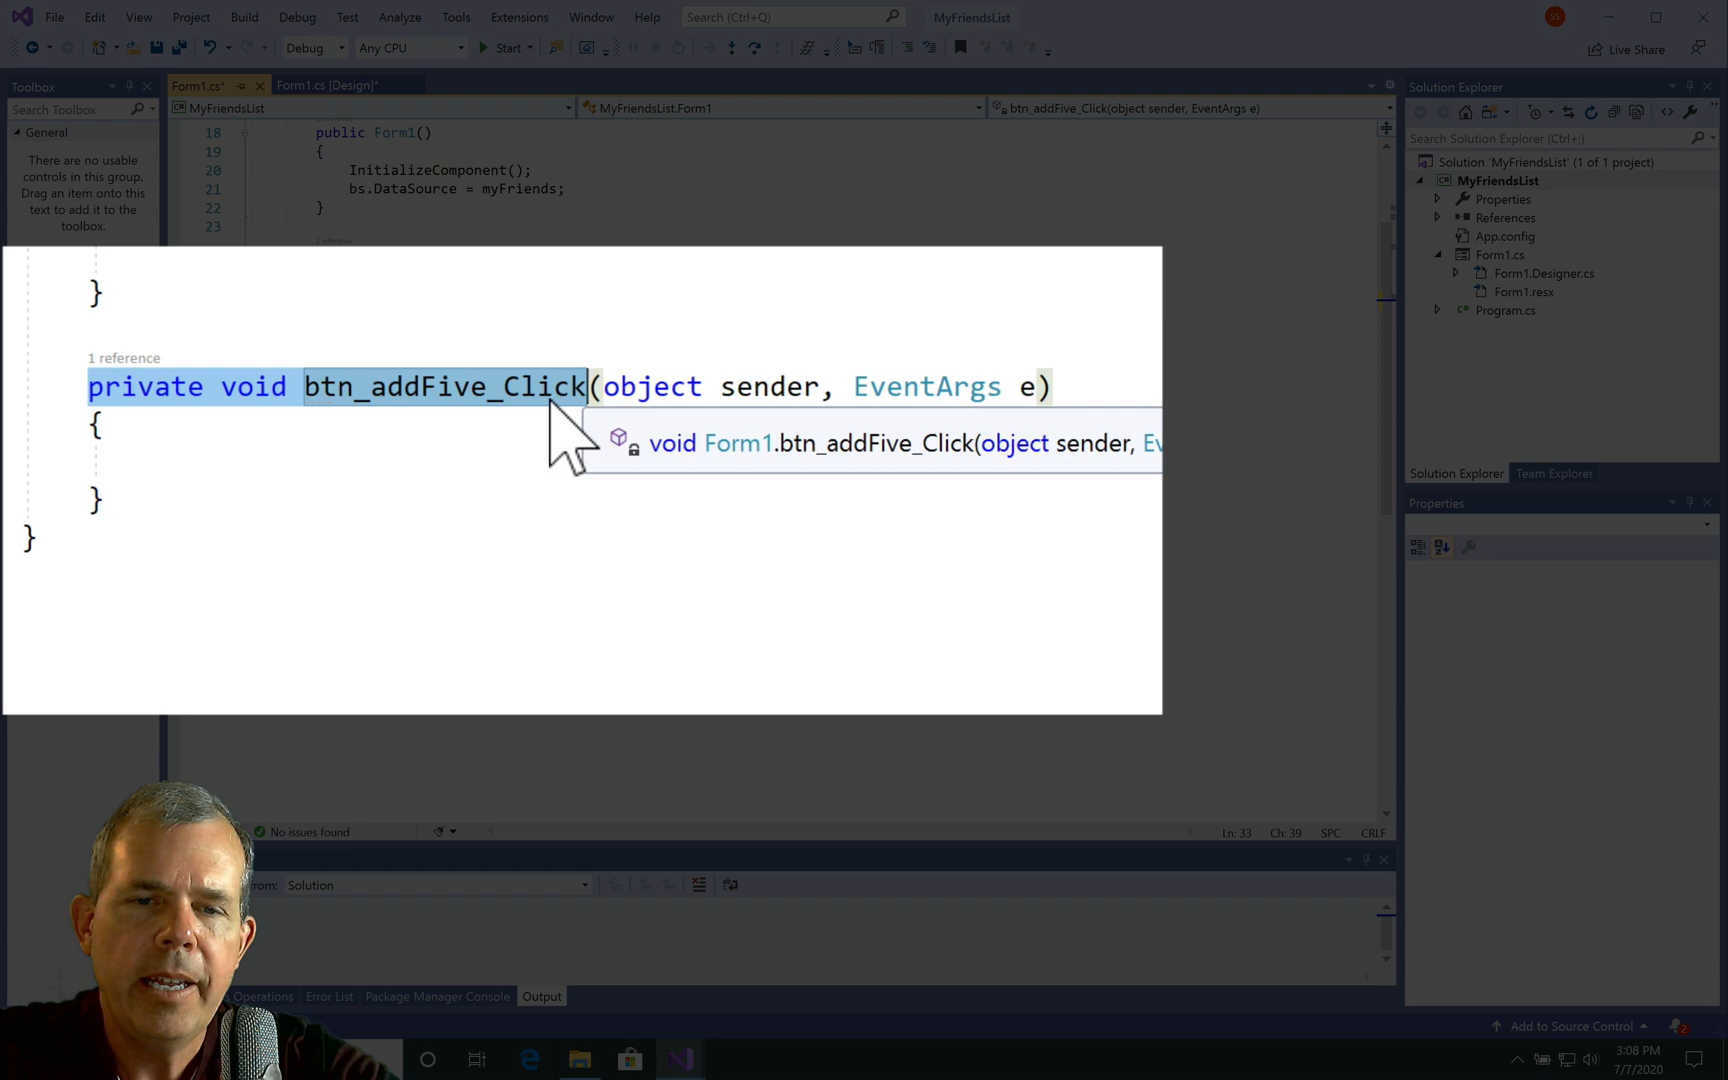 File Edit View Project Build Debug Test Analyze Tools Extensions Window Help Search (Ctrl+Q) MyFriendsList SS
Debug Any CPU Start Live Share
Toolbox
Search Toolbox
General
There are no usable
controls in this group.
Drag an item onto this
text to add it to the
toolbox.
Form1.cs* Form1.cs [Design]*
MyFriendsList MyFriendsList.Form1 btn_addFive_Click(object sender, EventArgs e)
18 public Form1()
19 {
20 InitializeComponent();
21 bs.DataSource = myFriends;
22 }
23
}
1 reference
private void btn_addFive_Click(object sender, EventArgs e)
{
void Form1.btn_addFive_Click(object sender, Ev
}
}
No issues found Ln: 33 Ch: 39 SPC CRLF
from: Solution
Operations Error List Package Manager Console Output
Solution Explorer
Search Solution Explorer (Ctrl+;)
Solution 'MyFriendsList' (1 of 1 project)
MyFriendsList
Properties
References
App.config
Form1.cs
Form1.Designer.cs
Form1.resx
C# Program.cs
Solution Explorer Team Explorer
Properties
Add to Source Control 2
3:08 PM
7/7/2020